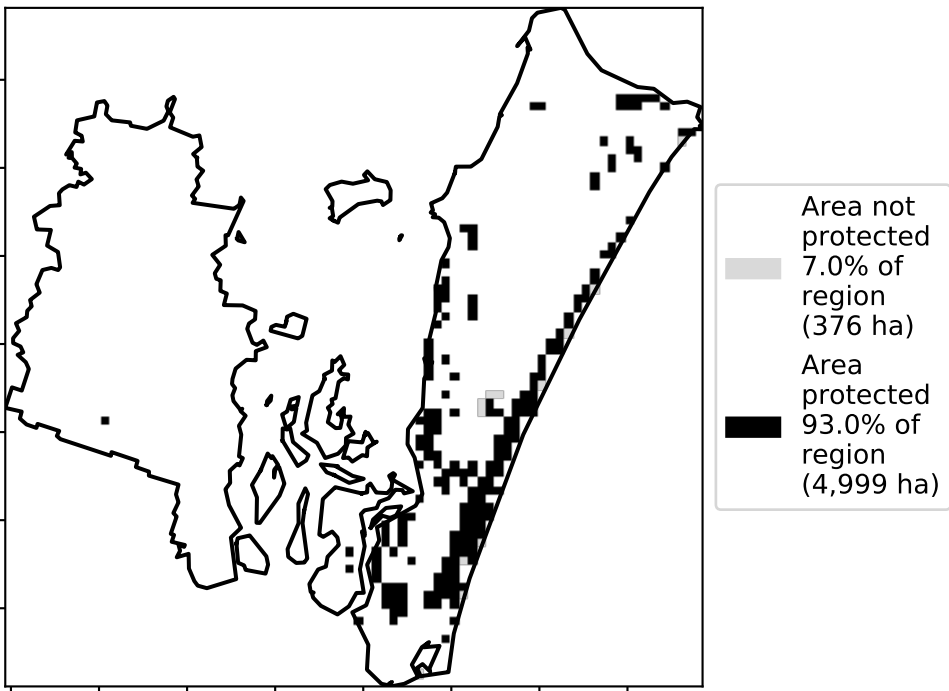 Area not
protected
7.0% of
region
(376 ha)
Area
protected
93.0% of
region
(4,999 ha)